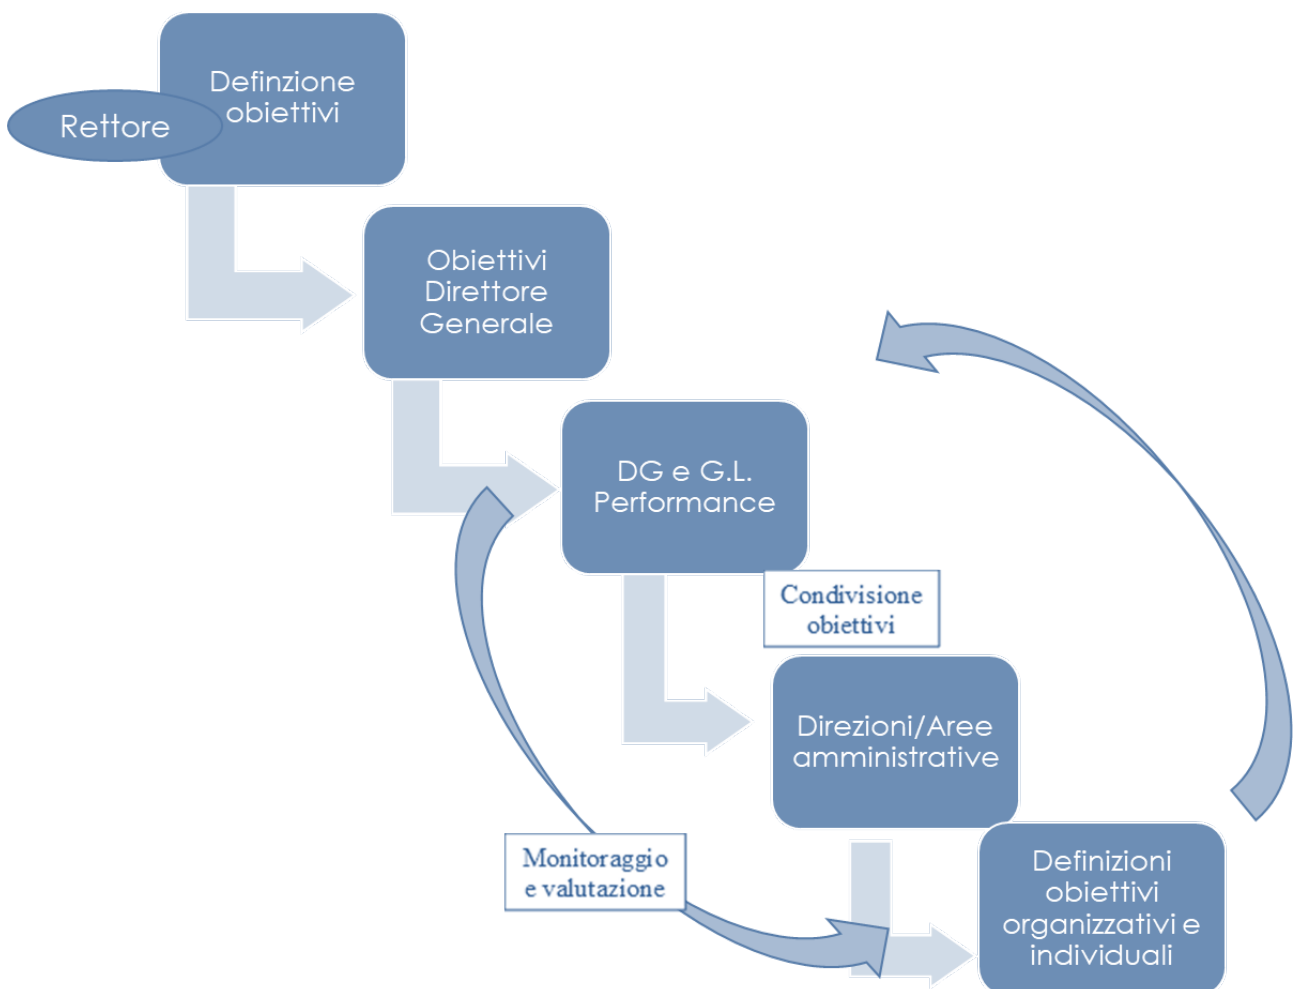 Definzione
obiettivi
Rettore
Obiettivi
Direttore
Generale
DG e G.L.
Performance
Condivisione
obiettivi
Direzioni/Aree
amministrative
Monitoraggio
e valutazione
Definizioni
obiettivi
organizzativi e
individuali